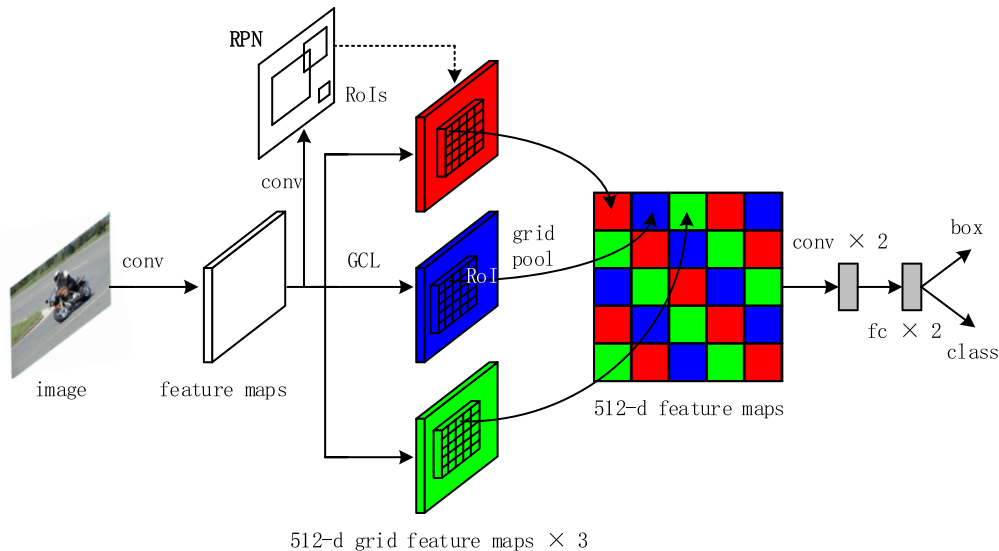 RPN
RoIs
conv
conv
GCL
RoI
grid
pool
conv × 2
box
fc × 2
class
image
feature maps
512-d feature maps
512-d grid feature maps × 3